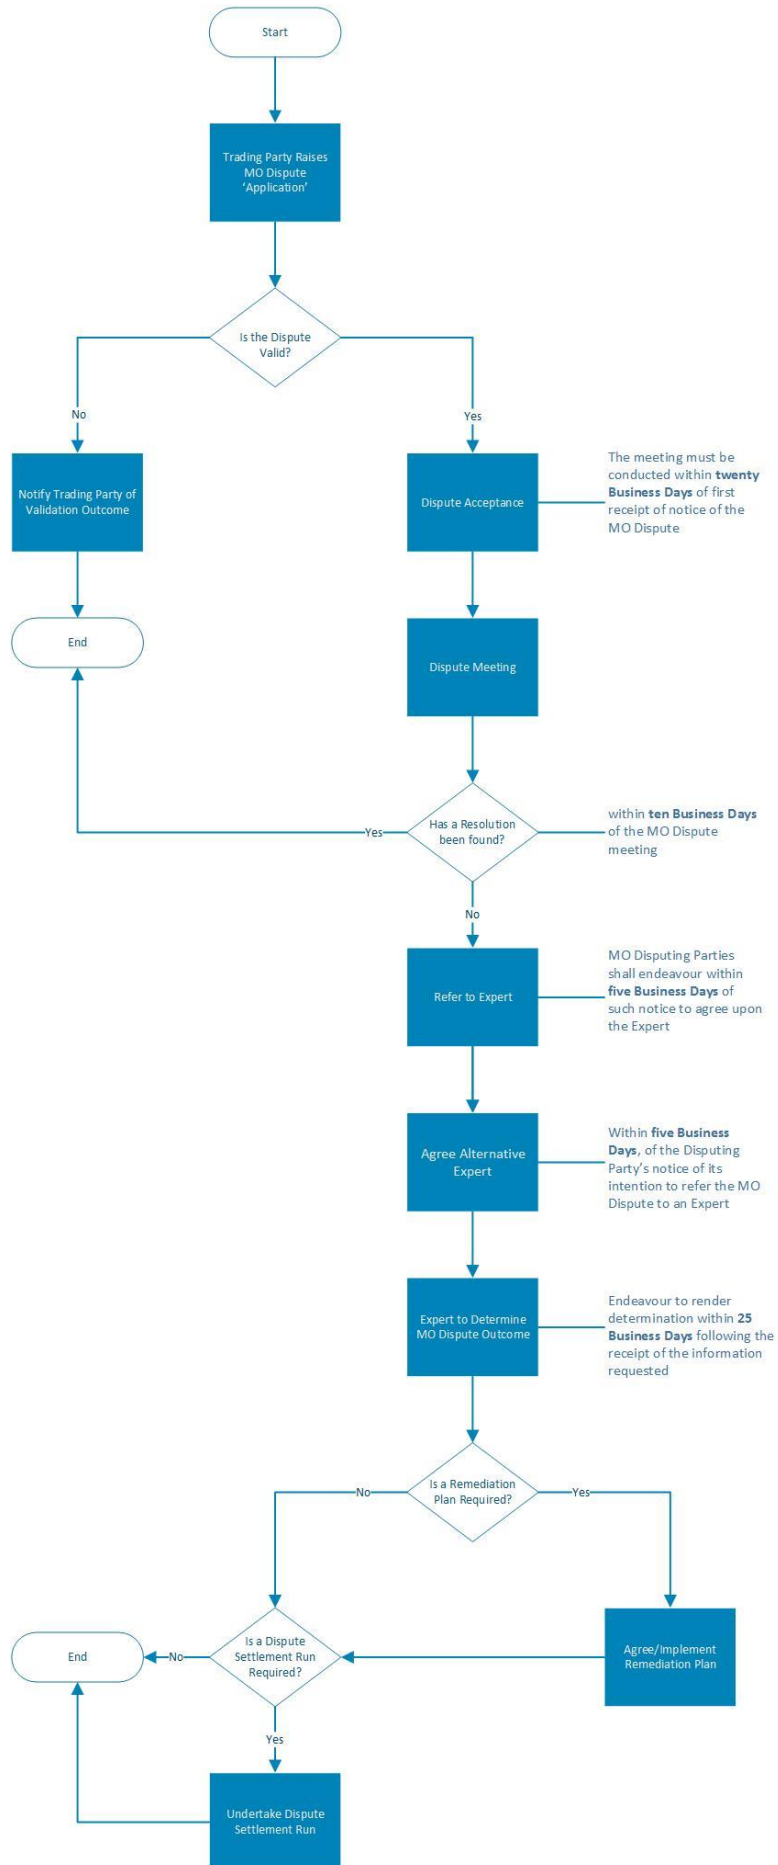 Start
Trading Party Raises
MO Dispute
‘Application’
Is the Dispute
Valid?
No
Yes
Notify Trading Party of
Validation Outcome
Dispute Acceptance
The meeting must be
conducted within twenty
Business Days of first
receipt of notice of the
MO Dispute
End
Dispute Meeting
Has a Resolution
been found?
Yes
within ten Business Days
of the MO Dispute
meeting
No
Refer to Expert
MO Disputing Parties
shall endeavour within
five Business Days of
such notice to agree upon
the Expert
Agree Alternative
Expert
Within five Business
Days, of the Disputing
Party’s notice of its
intention to refer the MO
Dispute to an Expert
Expert to Determine
MO Dispute Outcome
Endeavour to render
determination within 25
Business Days following the
receipt of the information
requested
Is a Remediation
Plan Required?
No
Yes
End
No
Is a Dispute
Settlement Run
Required?
Agree/Implement
Remediation Plan
Yes
Undertake Dispute
Settlement Run